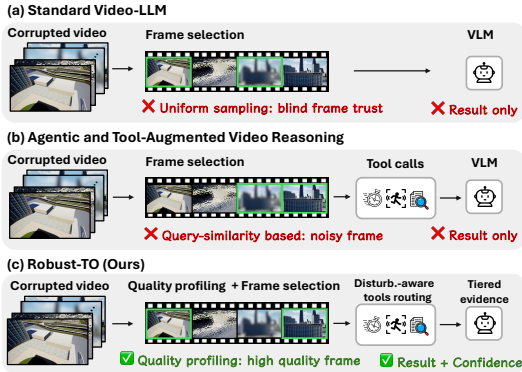 (a) Standard Video-LLM
Corrupted video
Frame selection
VLM
❌ Uniform sampling: blind frame trust
❌ Result only
(b) Agentic and Tool-Augmented Video Reasoning
Corrupted video
Frame selection
Tool calls
VLM
❌ Query-similarity based: noisy frame
❌ Result only
(c) Robust-TO (Ours)
Corrupted video
Quality profiling + Frame selection
Disturb.-aware
tools routing
Tiered
evidence
✅ Quality profiling: high quality frame
✅ Result + Confidence